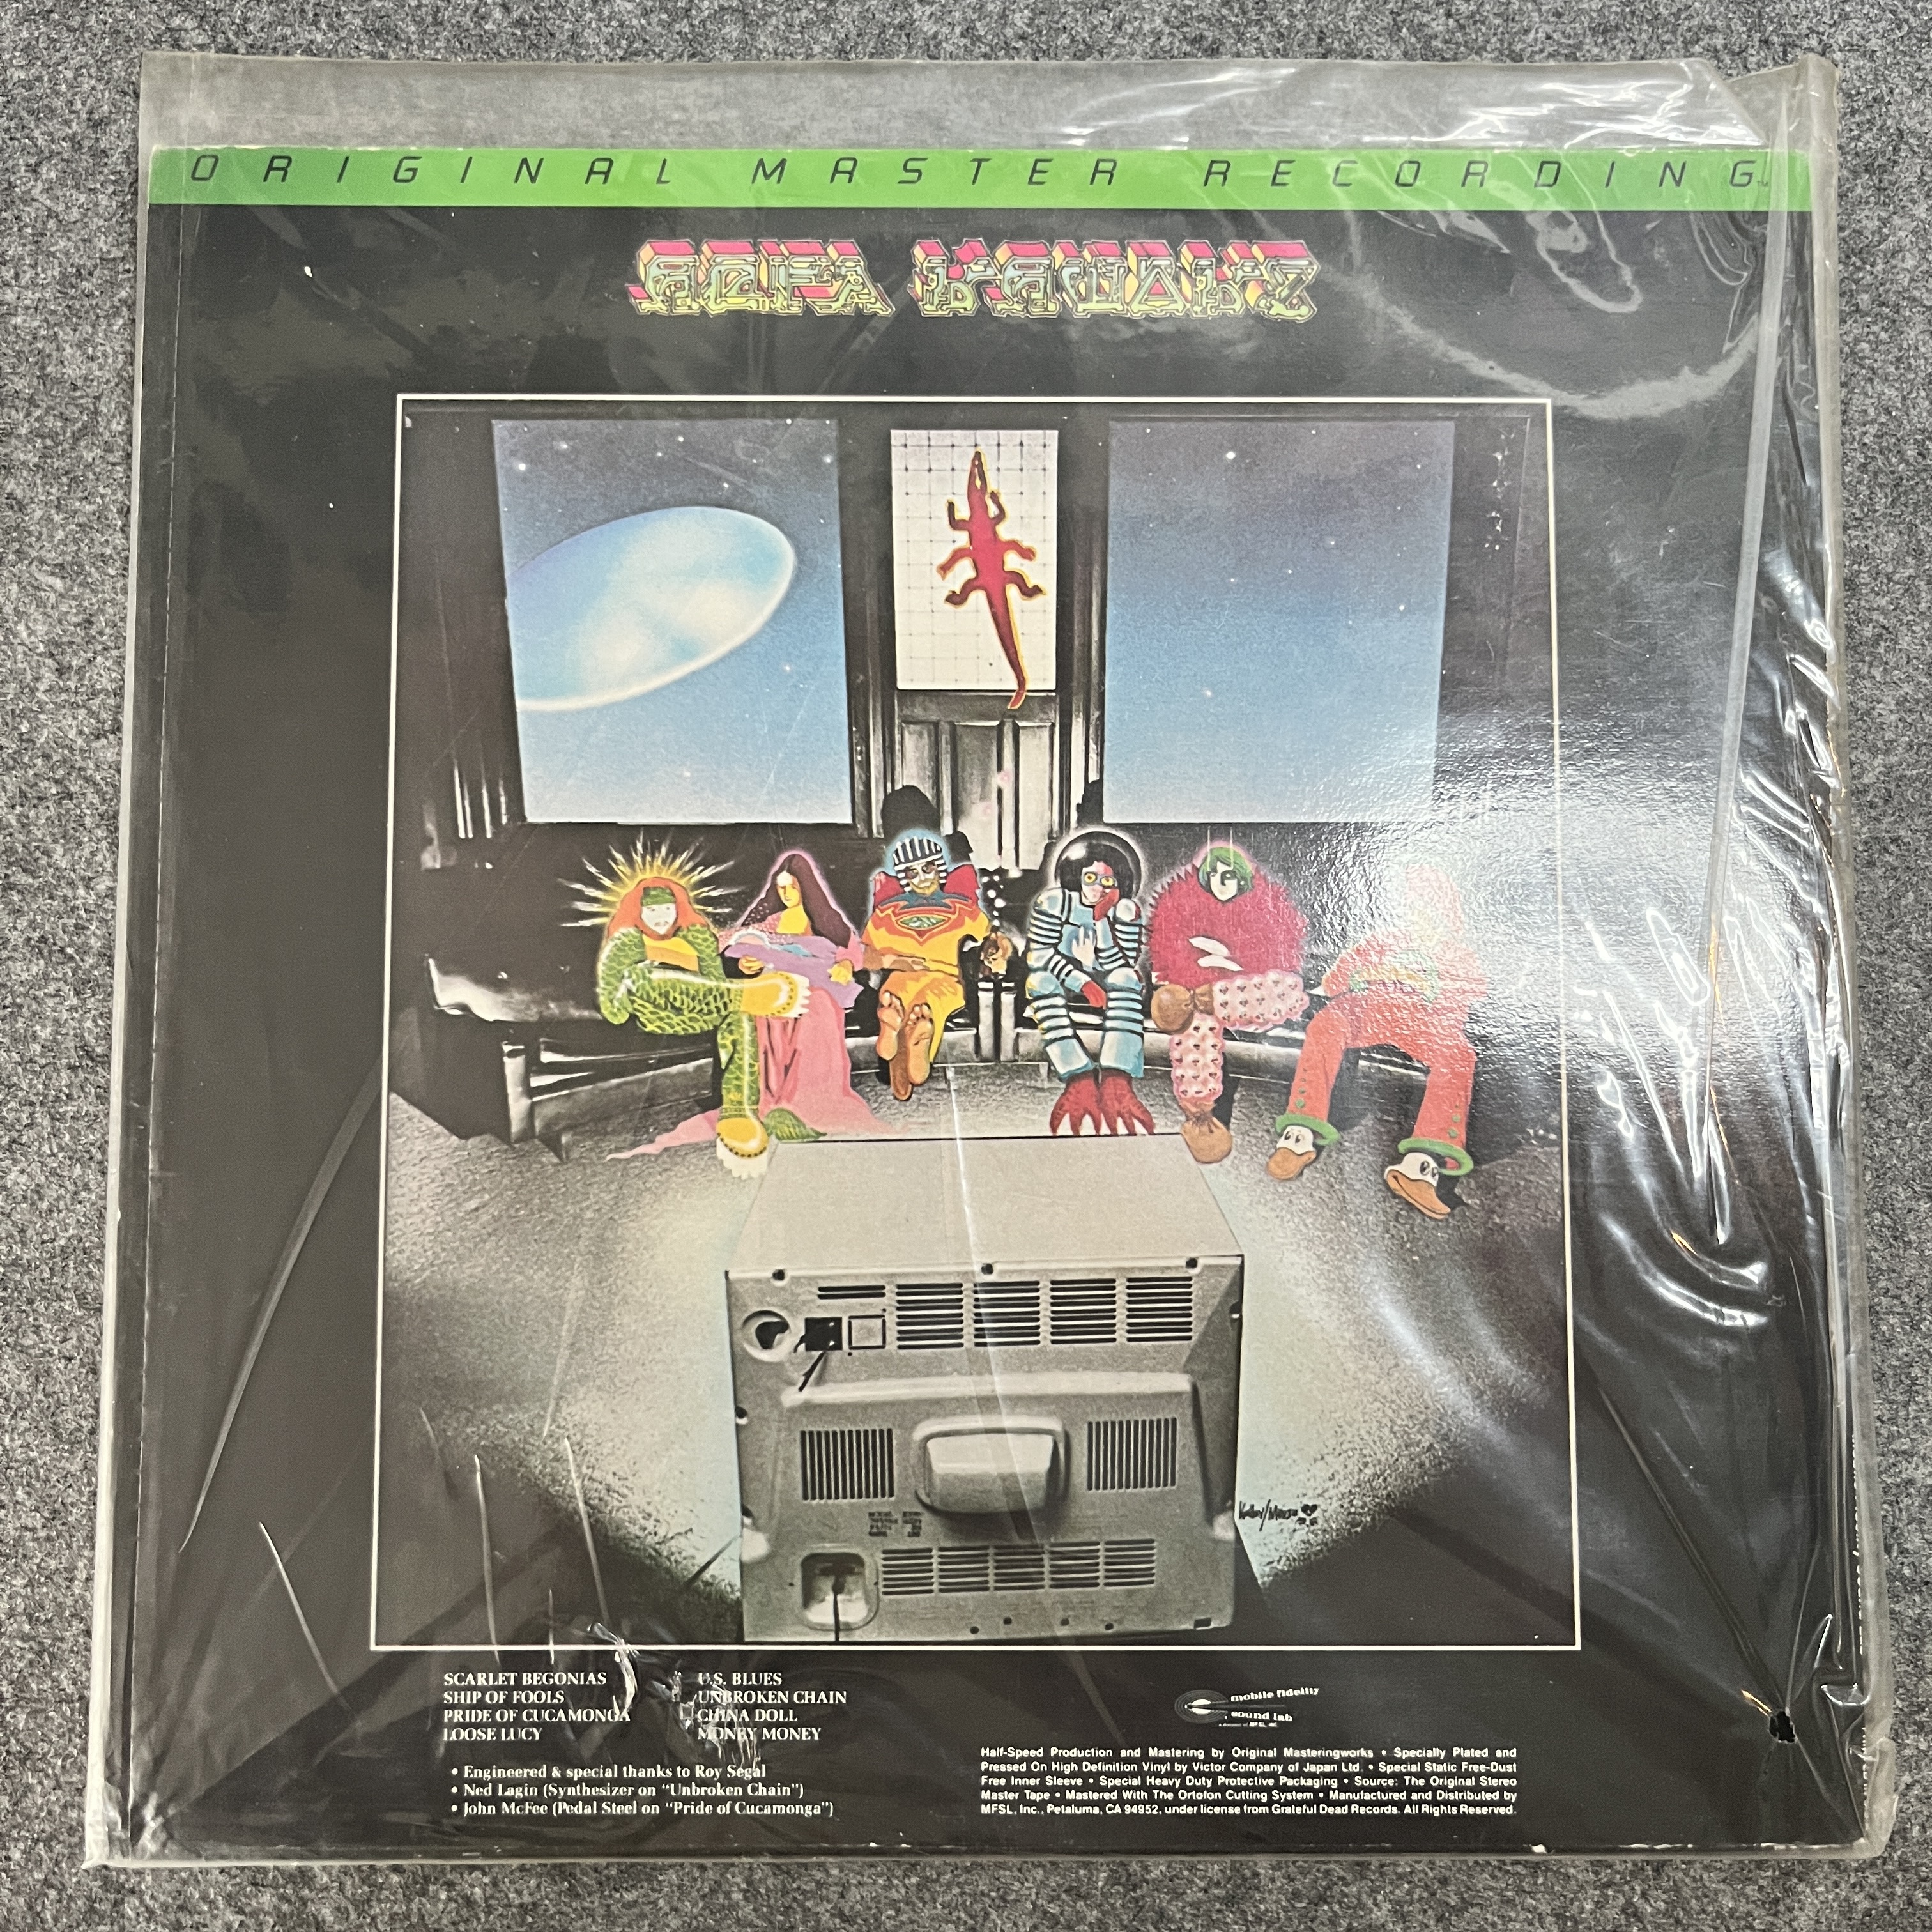 ORIGINAL MASTER RECORDING
SCARLET BEGONIAS
SHIP OF FOOLS
PRIDE OF CUCAMONGA
LOOSE LUCY
U.S. BLUES
UNBROKEN CHAIN
CHINA DOLL
MONEY MONEY
• Engineered & special thanks to Roy Segal
• Ned Lagin (Synthesizer on “Unbroken Chain”)
• John McFee (Pedal Steel on “Pride of Cucamonga”)
Kelley/Mouse
mobile fidelity
sound lab
Half-Speed Production and Mastering by Original Masteringworks • Specially Plated and
Pressed On High Definition Vinyl by Victor Company of Japan Ltd. • Special Static Free-Dust
Free Inner Sleeve • Special Heavy Duty Protective Packaging • Source: The Original Stereo
Master Tape • Mastered With The Ortofon Cutting System • Manufactured and Distributed by
MFSL, Inc., Petaluma, CA 94952, under license from Grateful Dead Records. All Rights Reserved.